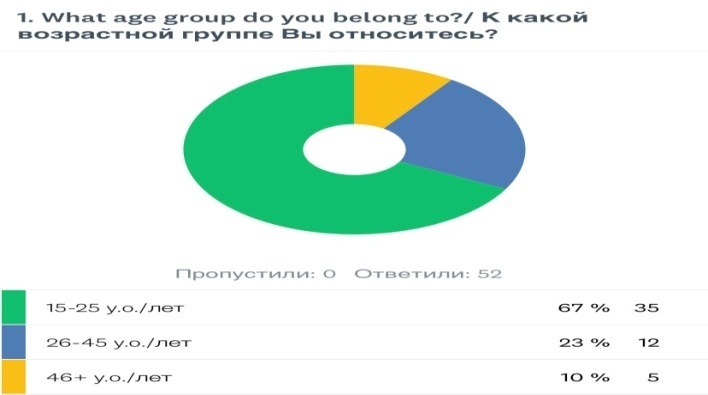 1. What age group do you belong to?/ К какой
возрастной группе Вы относитесь?
Пропустили: 0 Ответили: 52
15-25 y.o./лет 67 % 35
26-45 y.o./лет 23 % 12
46+ y.o./лет 10 % 5